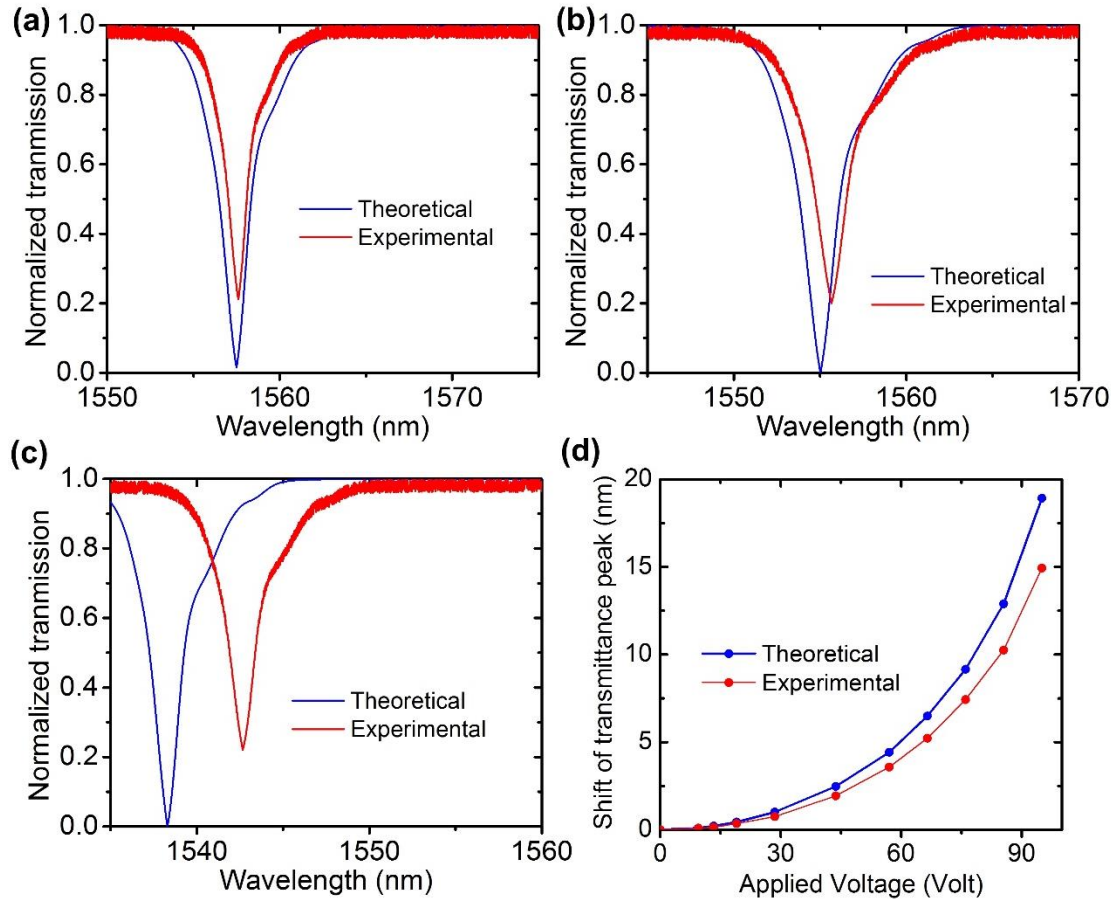 (a)
Normalized tranmission
1.0
0.8
0.6
0.4
0.2
0.0
Theoretical
Experimental
1550
1560
1570
Wavelength (nm)
(b)
Normalized tranmission
1.0
0.8
0.6
0.4
0.2
0.0
Theoretical
Experimental
1550
1560
1570
Wavelength (nm)
(c)
Normalized tranmission
1.0
0.8
0.6
0.4
0.2
0.0
Theoretical
Experimental
1540
1550
1560
Wavelength (nm)
(d)
Shift of transmittance peak (nm)
20
15
10
5
0
Theoretical
Experimental
0
30
60
90
Applied Voltage (Volt)